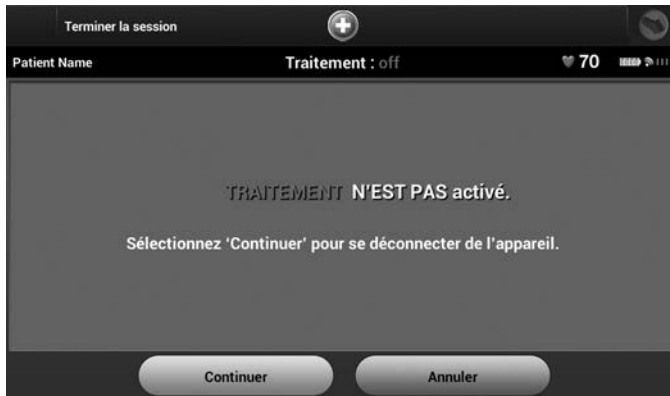 Terminer la session
Patient Name Traitement : off 70
TRAITEMENT N'EST PAS activé.
Sélectionnez ‘Continuer’ pour se déconnecter de l'appareil.
Continuer Annuler